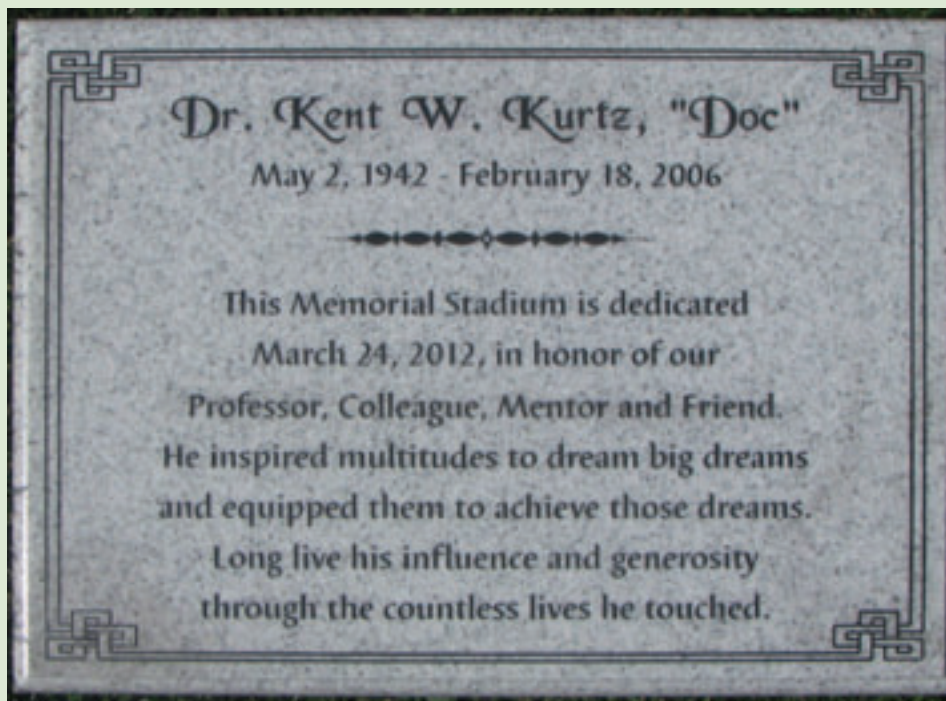 Dr. Kent W. Kurtz, "Doc"
May 2, 1942 - February 18, 2006
This Memorial Stadium is dedicated
March 24, 2012, in honor of our
Professor, Colleague, Mentor and Friend.
He inspired multitudes to dream big dreams
and equipped them to achieve those dreams.
Long live his influence and generosity
through the countless lives he touched.